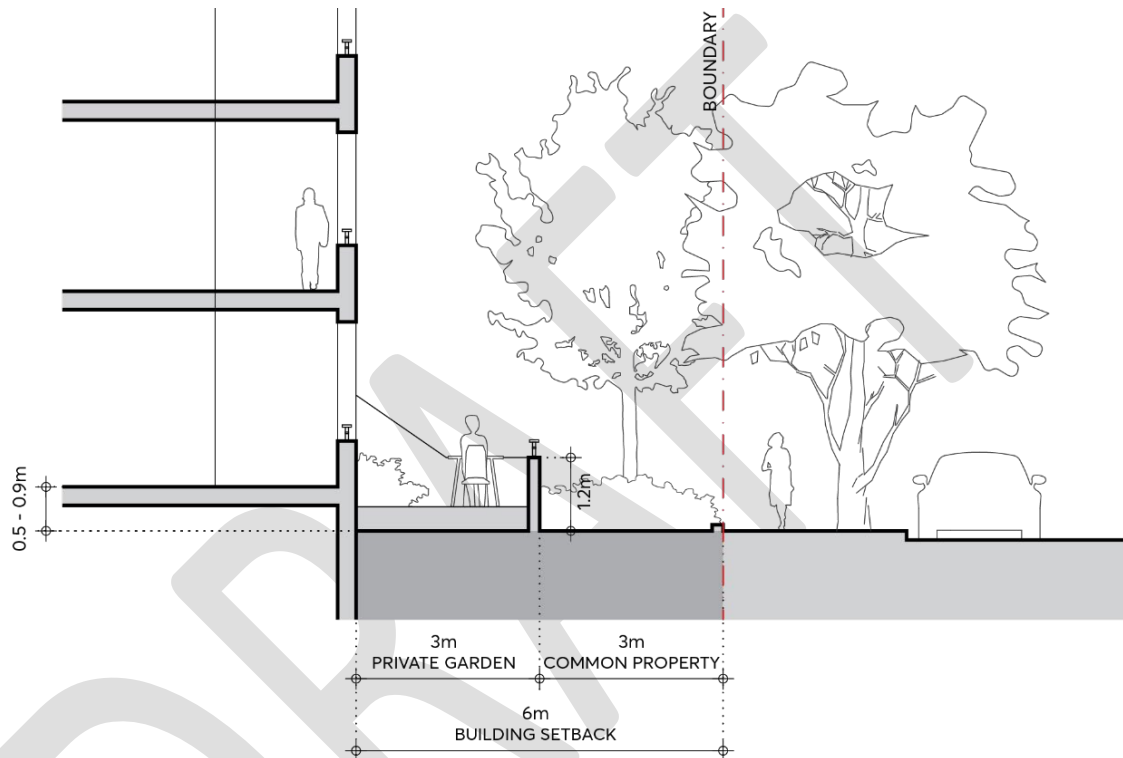 BOUNDARY
DRAFT
0.5 - 0.9m
1.2m
3m
PRIVATE GARDEN
3m
COMMON PROPERTY
6m
BUILDING SETBACK